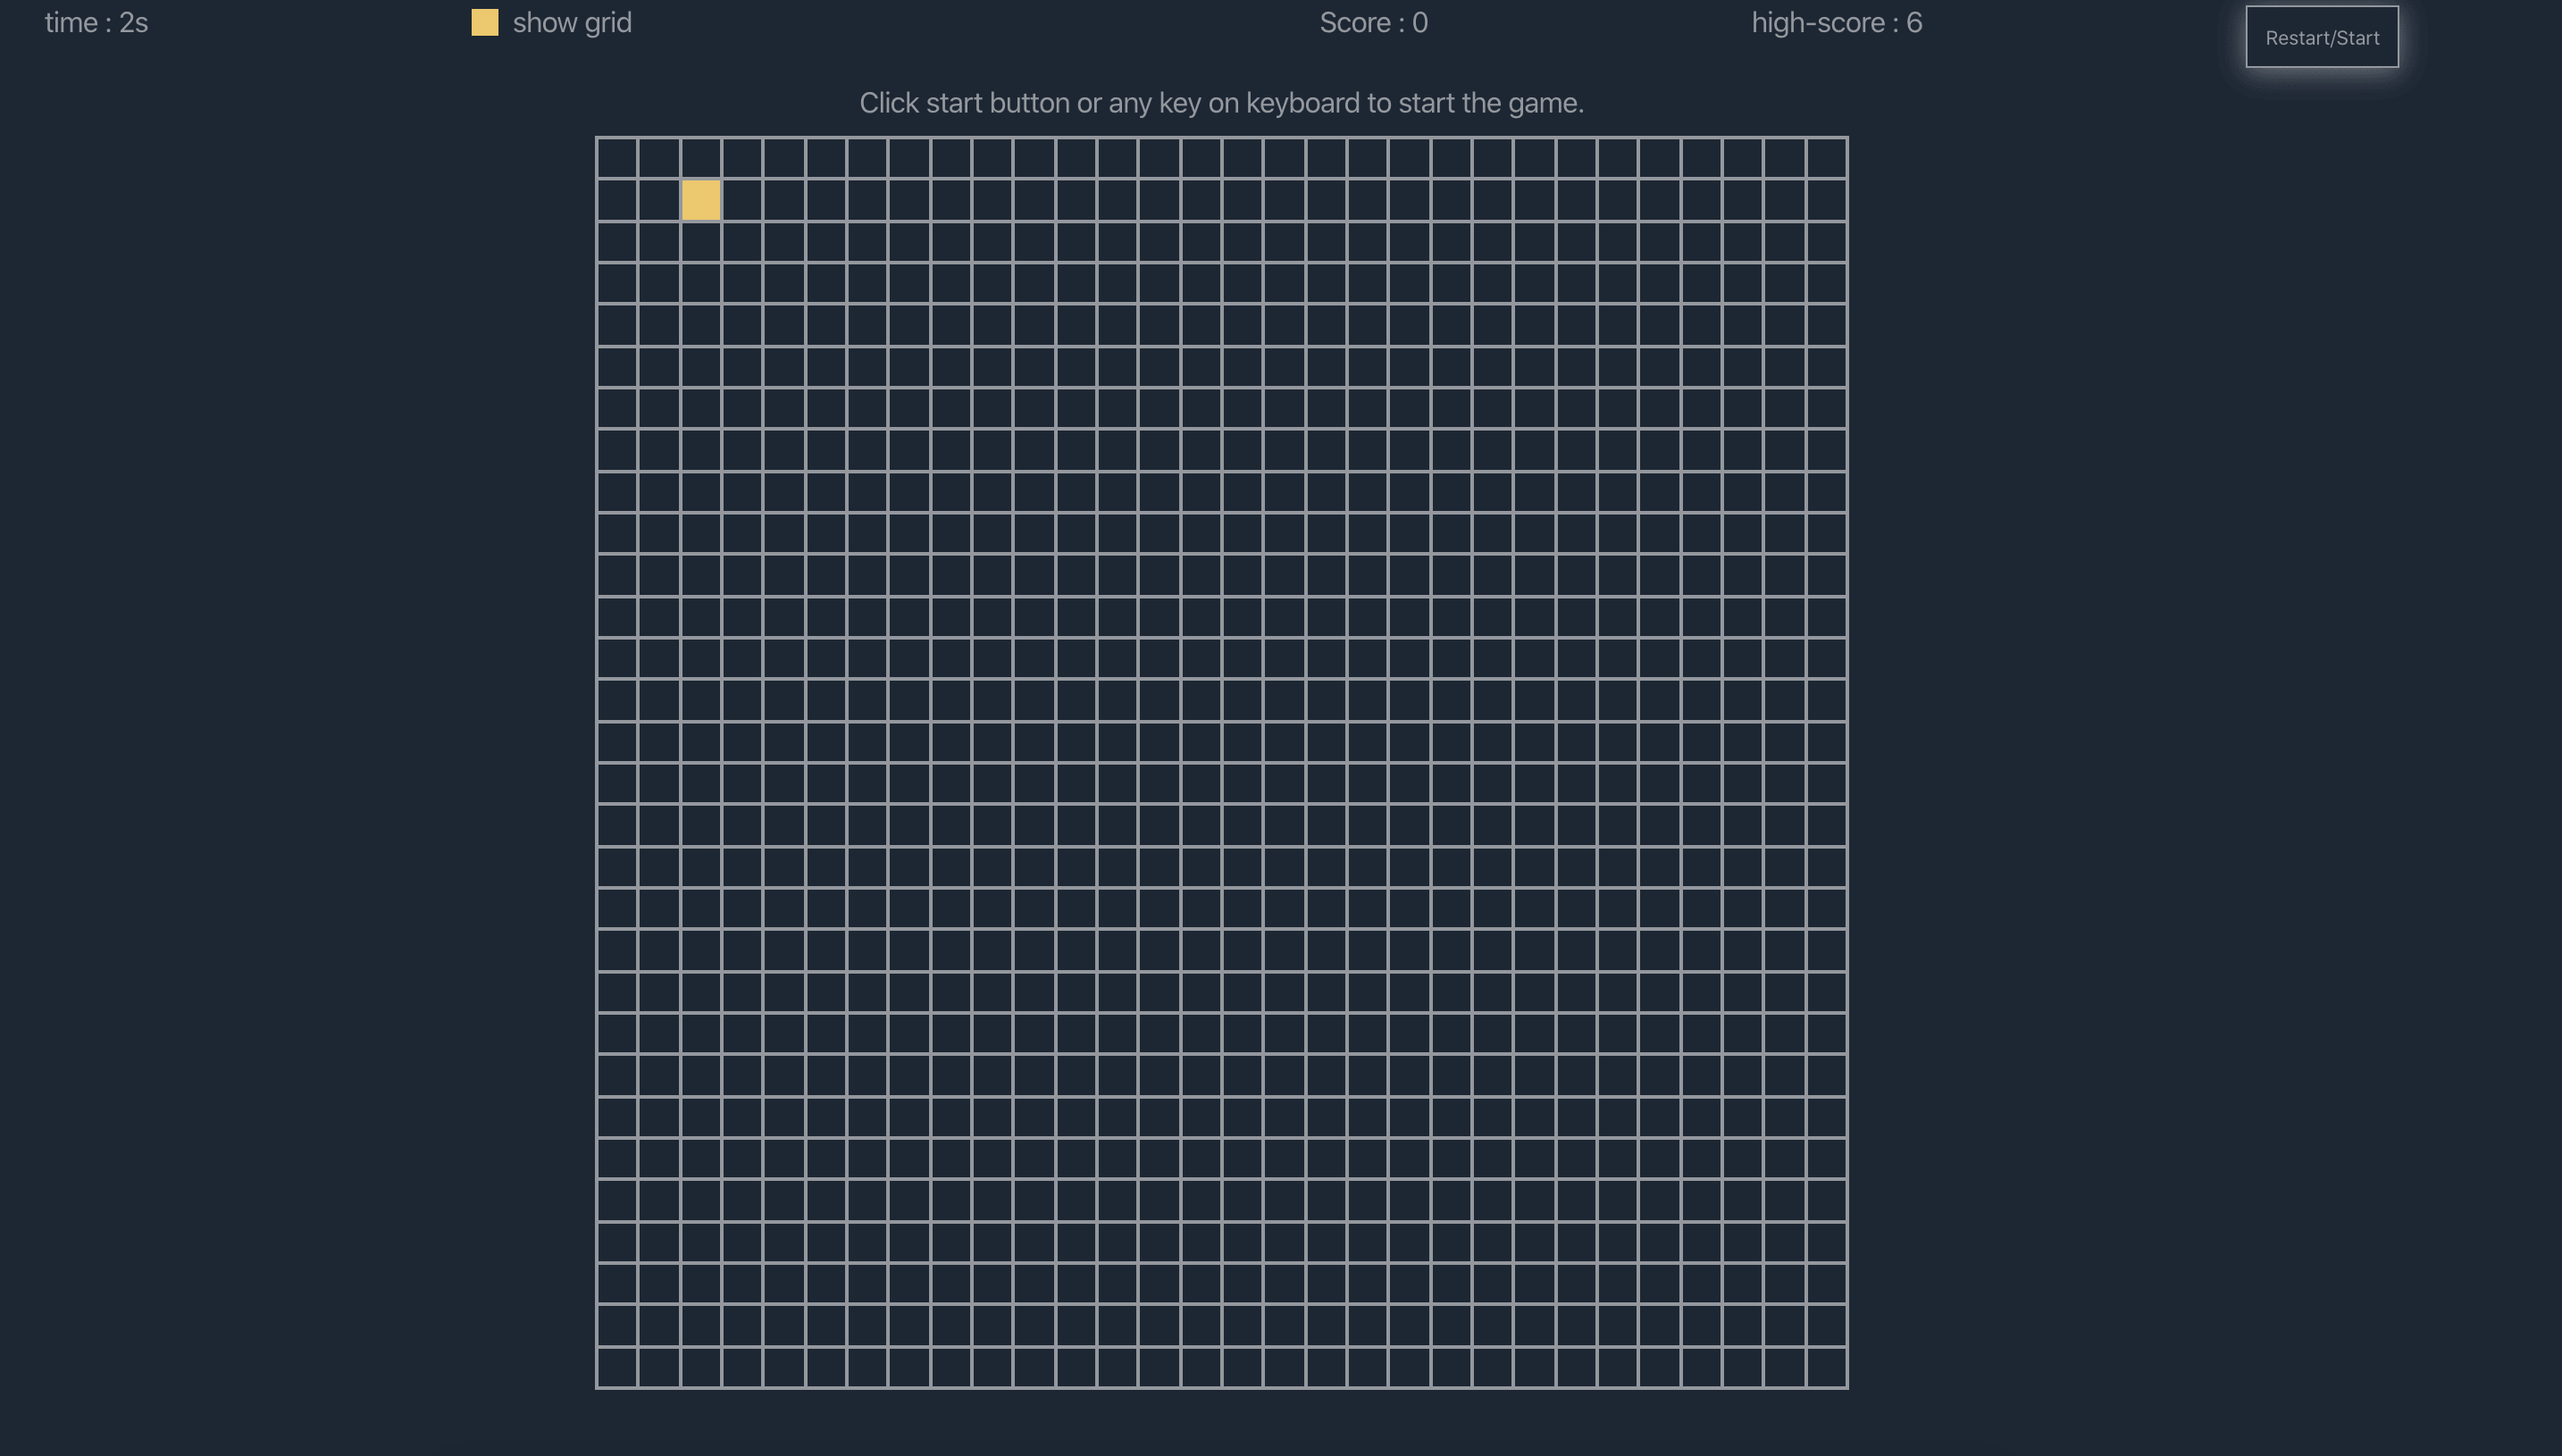 time : 2s
show grid
Score : 0
high-score : 6
Restart/Start
Click start button or any key on keyboard to start the game.